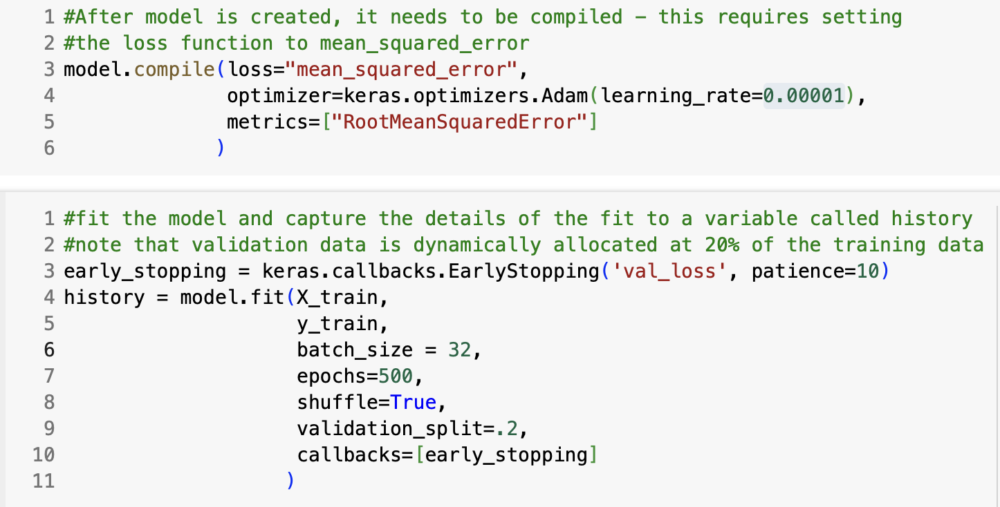 1 #After model is created, it needs to be compiled – this requires setting
2 #the loss function to mean_squared_error
3 model.compile(loss="mean_squared_error",
4               optimizer=keras.optimizers.Adam(learning_rate=0.00001),
5               metrics=["RootMeanSquaredError"]
6              )
1 #fit the model and capture the details of the fit to a variable called history
2 #note that validation data is dynamically allocated at 20% of the training data
3 early_stopping = keras.callbacks.EarlyStopping('val_loss', patience=10)
4 history = model.fit(X_train,
5                     y_train,
6                     batch_size = 32,
7                     epochs=500,
8                     shuffle=True,
9                     validation_split=.2,
10                     callbacks=[early_stopping]
11                    )